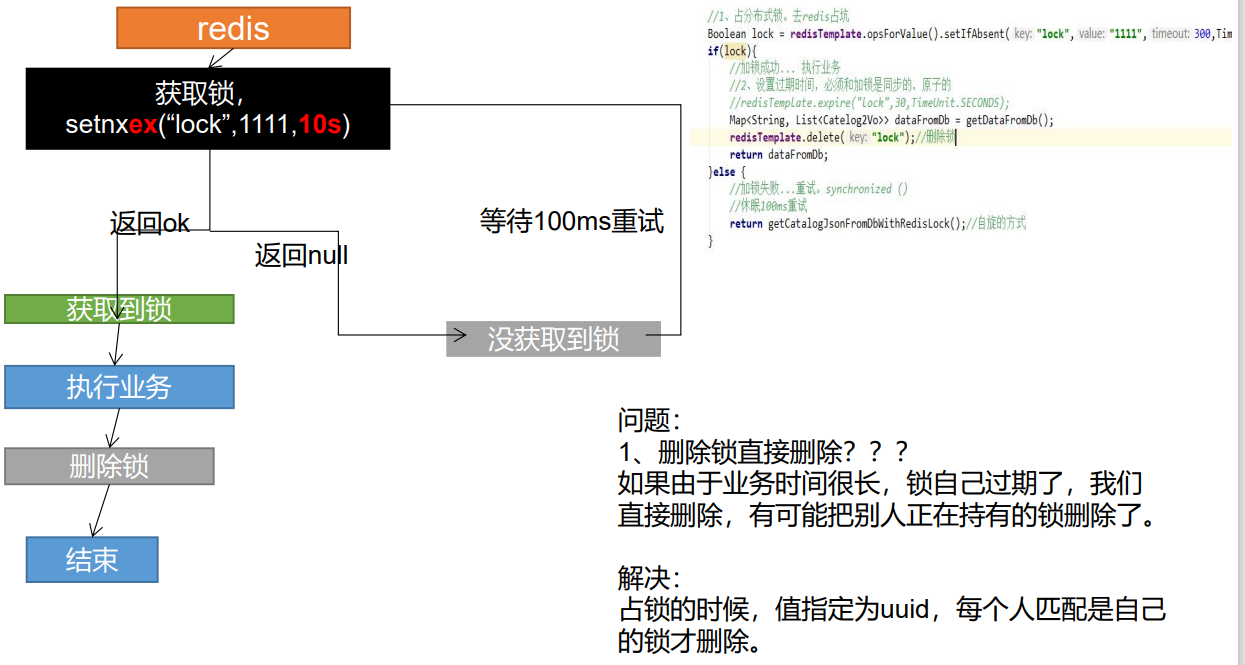 redis
获取锁，
setnxex(“lock”,1111,10s)
返回ok
返回null
等待100ms重试
获取到锁
没获取到锁
执行业务
删除锁
结束
//1、占分布式锁。去redis占坑
Boolean lock = redisTemplate.opsForValue().setIfAbsent( key: "lock", value: "1111", timeout: 300,Tim
if(lock){
//加锁成功... 执行业务
//2、设置过期时间，必须和加锁是同步的，原子的
//redisTemplate.expire("lock",30,TimeUnit.SECONDS);
Map<String, List<Catelog2Vo>> dataFromDb = getDataFromDb();
redisTemplate.delete( key: "lock");//删除锁
return dataFromDb;
}else {
//加锁失败...重试。synchronized ()
//休眠100ms重试
return getCatalogJsonFromDbWithRedisLock();//自旋的方式
}
问题：
1、删除锁直接删除？？？
如果由于业务时间很长，锁自己过期了，我们
直接删除，有可能把别人正在持有的锁删除了。
解决：
占锁的时候，值指定为uuid，每个人匹配是自己
的锁才删除。